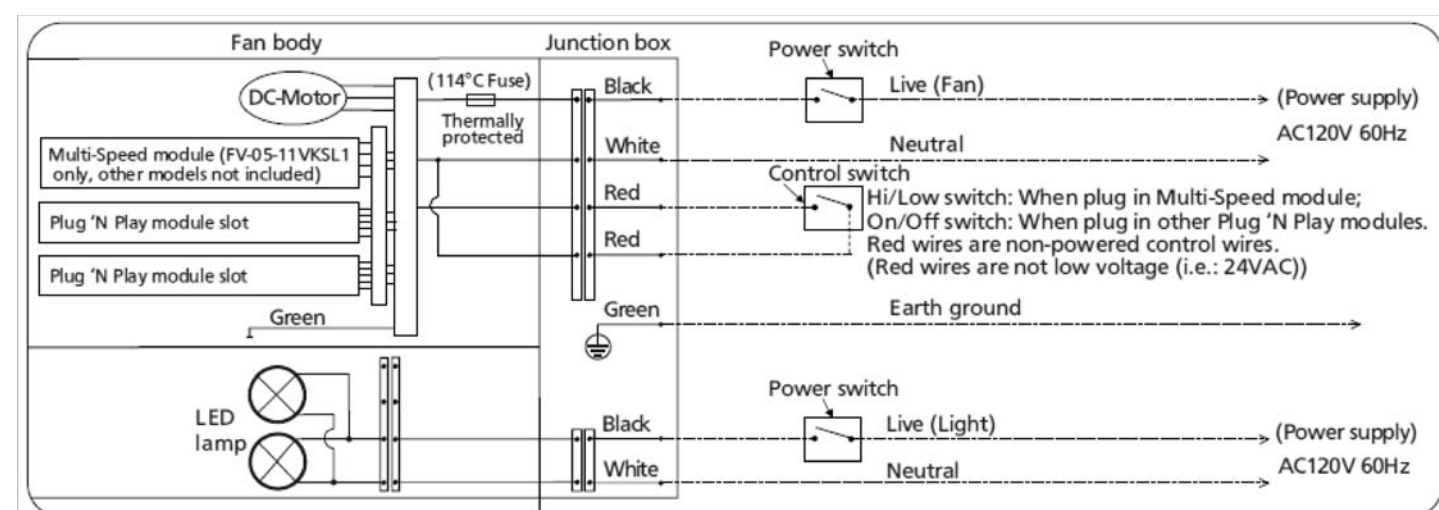 Fan body
Junction box
Power switch
DC-Motor
(114°C Fuse)
Thermally
protected
Black
Live (Fan)
(Power supply)
AC120V 60Hz
Multi-Speed module (FV-05-11VKSL1
only, other models not included)
White
Neutral
Control switch
Red
Hi/Low switch: When plug in Multi-Speed module;
On/Off switch: When plug in other Plug ‘N Play modules.
Red wires are non-powered control wires.
(Red wires are not low voltage (i.e.: 24VAC))
Plug ‘N Play module slot
Red
Plug ‘N Play module slot
Green
Green
Earth ground
Power switch
LED
lamp
Black
Live (Light)
(Power supply)
AC120V 60Hz
White
Neutral